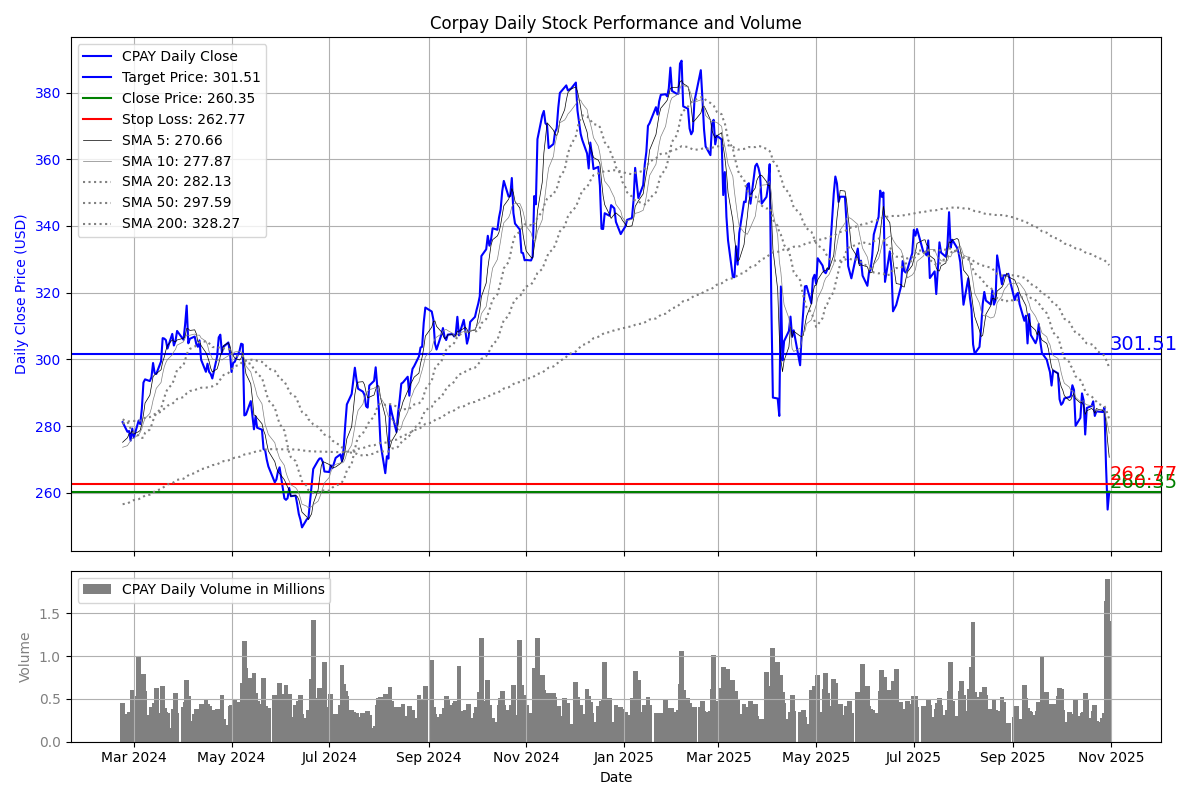 Corpay Daily Stock Performance and Volume
CPAY Daily Close
Target Price: 301.51
Close Price: 260.35
Stop Loss: 262.77
SMA 5: 270.66
SMA 10: 277.87
SMA 20: 282.13
SMA 50: 297.59
SMA 200: 328.27
Daily Close Price (USD)
380
360
340
320
300
280
260
301.51
262.77
260.35
CPAY Daily Volume in Millions
Volume
1.5
1.0
0.5
0.0
Mar 2024 May 2024 Jul 2024 Sep 2024 Nov 2024 Jan 2025 Mar 2025 May 2025 Jul 2025 Sep 2025 Nov 2025
Date